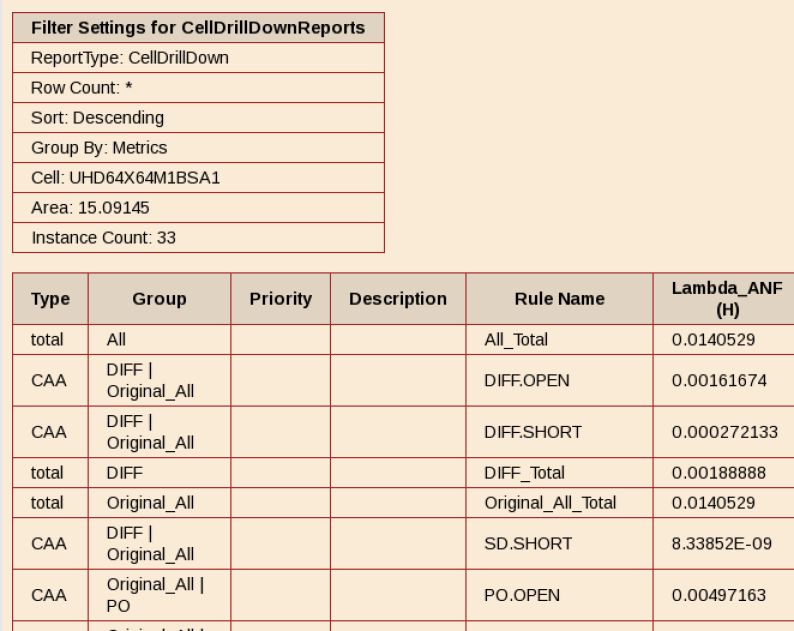 Filter Settings for CellDrillDownReports
ReportType: CellDrillDown
Row Count: *
Sort: Descending
Group By: Metrics
Cell: UHD64X64M1BSA1
Area: 15.09145
Instance Count: 33
Type Group Priority Description Rule Name Lambda_ANF (H)
total All All_Total 0.0140529
CAA DIFF | Original_All DIFF.OPEN 0.00161674
CAA DIFF | Original_All DIFF.SHORT 0.000272133
total DIFF DIFF_Total 0.00188888
total Original_All Original_All_Total 0.0140529
CAA DIFF | Original_All SD.SHORT 8.33852E-09
CAA Original_All | PO PO.OPEN 0.00497163